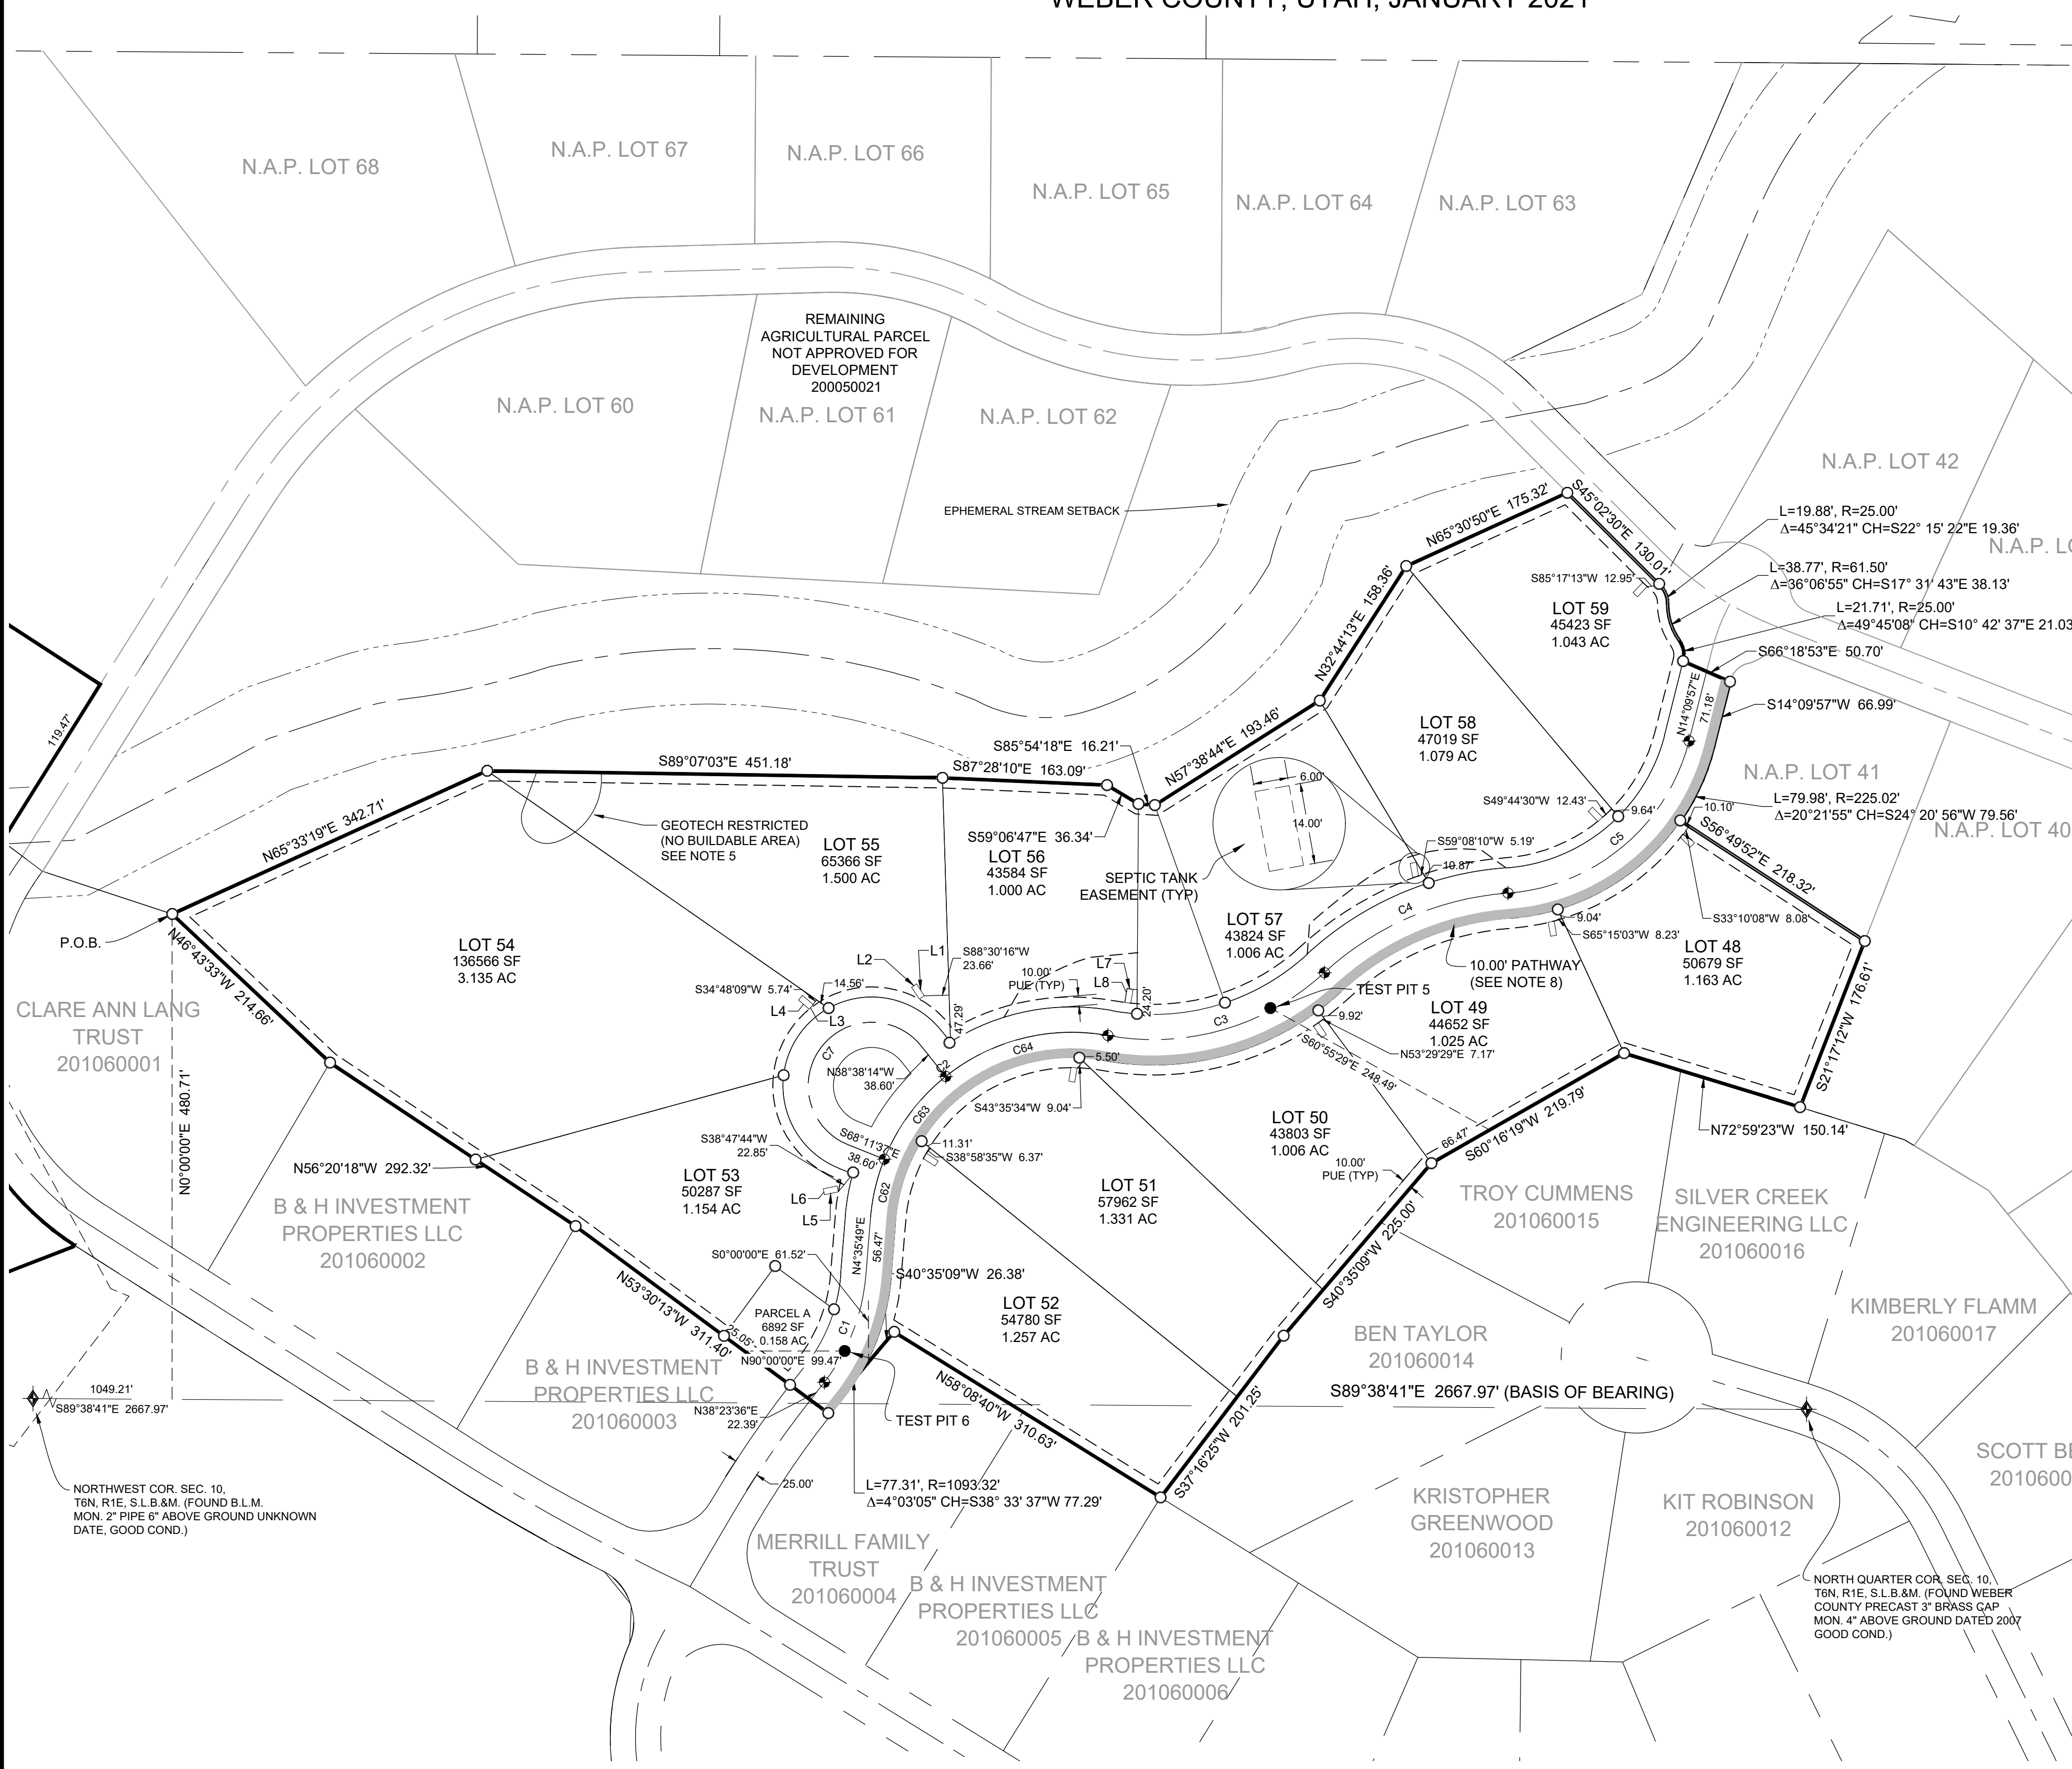 WEBER COUNTY, UTAH, JANUARY 2021
N.A.P. LOT 68
N.A.P. LOT 67
N.A.P. LOT 66
N.A.P. LOT 65
N.A.P. LOT 64
N.A.P. LOT 63
REMAINING
AGRICULTURAL PARCEL
NOT APPROVED FOR
DEVELOPMENT
200050021
N.A.P. LOT 60
N.A.P. LOT 61
N.A.P. LOT 62
N.A.P. LOT 42
EPHEMERAL STREAM SETBACK
N65°30'50"E 175.32'
S45°02'30"E 130.01'
L=19.88', R=25.00'
Δ=45°34'21" CH=S22° 15' 22"E 19.36'
N.A.P. LO
L=38.77', R=61.50'
Δ=36°06'55" CH=S17° 31' 43"E 38.13'
L=21.71', R=25.00'
Δ=49°45'08" CH=S10° 42' 37"E 21.03
S85°17'13"W 12.95'
LOT 59
45423 SF
1.043 AC
S66°18'53"E 50.70'
N32°44'13"E 158.36'
N14°09'57"E
71.18'
S14°09'57"W 66.99'
119.47'
LOT 58
47019 SF
1.079 AC
S85°54'18"E 16.21'
N57°38'44"E 193.46'
S89°07'03"E 451.18'
S87°28'10"E 163.09'
6.00'
14.00'
N.A.P. LOT 41
L=79.98', R=225.02'
Δ=20°21'55" CH=S24° 20' 56"W 79.56'
N.A.P. LOT 40
S49°44'30"W 12.43'
9.64'
10.10'
N65°33'19"E 342.71'
GEOTECH RESTRICTED
(NO BUILDABLE AREA)
SEE NOTE 5
S59°06'47"E 36.34'
LOT 55
65366 SF
1.500 AC
LOT 56
43584 SF
1.000 AC
S59°08'10"W 5.19'
10.87'
C5
S56°49'52"E 218.32'
SEPTIC TANK
EASEMENT (TYP)
C4
P.O.B.
N46°43'33"W 214.66'
LOT 54
136566 SF
3.135 AC
LOT 57
43824 SF
1.006 AC
9.04'
S65°15'03"W 8.23'
S33°10'08"W 8.08'
LOT 48
50679 SF
1.163 AC
L1
L2
S88°30'16"W
23.66'
L7
L8
10.00'
PUE (TYP)
24.20'
10.00' PATHWAY
(SEE NOTE 8)
S34°48'09"W 5.74'
14.56'
L4
L3
47.29'
C3
TEST PIT 5
LOT 49
44652 SF
1.025 AC
9.92'
N53°29'29"E 7.17'
S60°55'29"E 248.49'
S21°17'12"W 176.61'
CLARE ANN LANG
TRUST
201060001
N0°00'00"E 480.71'
C7
C2
C64
5.50'
N38°38'14"W
38.60'
C63
S43°35'34"W 9.04'
LOT 50
43803 SF
1.006 AC
66.47'
S60°16'19"W 219.79'
N72°59'23"W 150.14'
S38°47'44"W
22.85'
S68°11'37"E
38.60'
11.31'
S38°58'35"W 6.37'
N56°20'18"W 292.32'
LOT 53
50287 SF
1.154 AC
L6
L5
C62
LOT 51
57962 SF
1.331 AC
10.00'
PUE (TYP)
B & H INVESTMENT
PROPERTIES LLC
201060002
TROY CUMMENS
201060015
SILVER CREEK
ENGINEERING LLC
201060016
S0°00'00"E 61.52'
N4°35'49"E
56.47'
S40°35'09"W 26.38'
S40°35'09"W 225.00'
N53°30'13"W 311.40'
25.05'
PARCEL A
6892 SF
0.158 AC
C1
LOT 52
54780 SF
1.257 AC
BEN TAYLOR
201060014
KIMBERLY FLAMM
201060017
N90°00'00"E 99.47'
B & H INVESTMENT
PROPERTIES LLC
201060003
1049.21'
S89°38'41"E 2667.97'
S89°38'41"E 2667.97' (BASIS OF BEARING)
N38°23'36"E
22.39'
TEST PIT 6
N58°08'40"W 310.63'
S37°16'25"W 201.25'
SCOTT BE
2010600
NORTHWEST COR. SEC. 10,
T6N, R1E, S.L.B.&M. (FOUND B.L.M.
MON. 2" PIPE 6" ABOVE GROUND UNKNOWN
DATE, GOOD COND.)
25.00'
L=77.31', R=1093.32'
Δ=4°03'05" CH=S38° 33' 37"W 77.29'
KRISTOPHER
GREENWOOD
201060013
KIT ROBINSON
201060012
MERRILL FAMILY
TRUST
201060004
B & H INVESTMENT
PROPERTIES LLC
201060005
B & H INVESTMENT
PROPERTIES LLC
201060006
NORTH QUARTER COR. SEC. 10,
T6N, R1E, S.L.B.&M. (FOUND WEBER
COUNTY PRECAST 3" BRASS CAP
MON. 4" ABOVE GROUND DATED 2007
GOOD COND.)